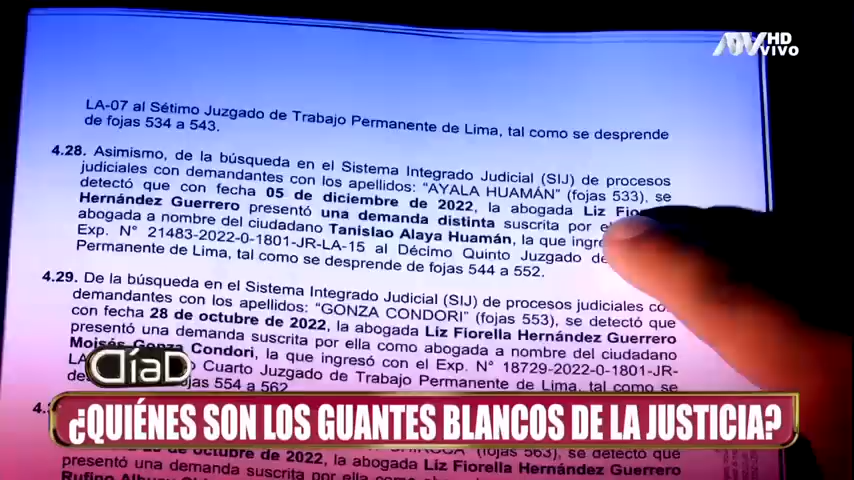 ATV HD
VIVO
LA-07 al Sétimo Juzgado de Trabajo Permanente de Lima, tal como se desprende
de fojas 534 a 543.
4.28. Asimismo, de la búsqueda en el Sistema Integrado Judicial (SIJ) de procesos
judiciales con demandantes con los apellidos: "AYALA HUAMÁN" (fojas 533), se
detectó que con fecha 05 de diciembre de 2022, la abogada Liz
Hernández Guerrero presentó una demanda distinta suscrita por
abogada a nombre del ciudadano Tanislao Alaya Huamán, la que
Exp. N° 21483-2022-0-1801-JR-LA-15 al Décimo Quinto Juzgado de
Permanente de Lima, tal como se desprende de fojas 544 a 552.
4.29. De la búsqueda en el Sistema Integrado Judicial (SIJ) de procesos judiciales
demandantes con los apellidos: "GONZA CONDORI" (fojas 553), se detectó que
con fecha 28 de octubre de 2022, la abogada Liz Fiorella Hernández Guerrero
presentó una demanda suscrita por ella como abogada a nombre del ciudadano
Moisés Gonza Condori, la que ingresó con el Exp. N° 18729-2022-0-1801-JR-
LA Cuarto Juzgado de Trabajo Permanente de Lima, tal como se
554 a 562
DíaD
¿QUIÉNES SON LOS GUANTES BLANCOS DE LA JUSTICIA?
de octubre de 2022, la abogada Liz Fiorella Hernández Guerrero
presentó una demanda suscrita por ella como abogada a nombre del ciudadano